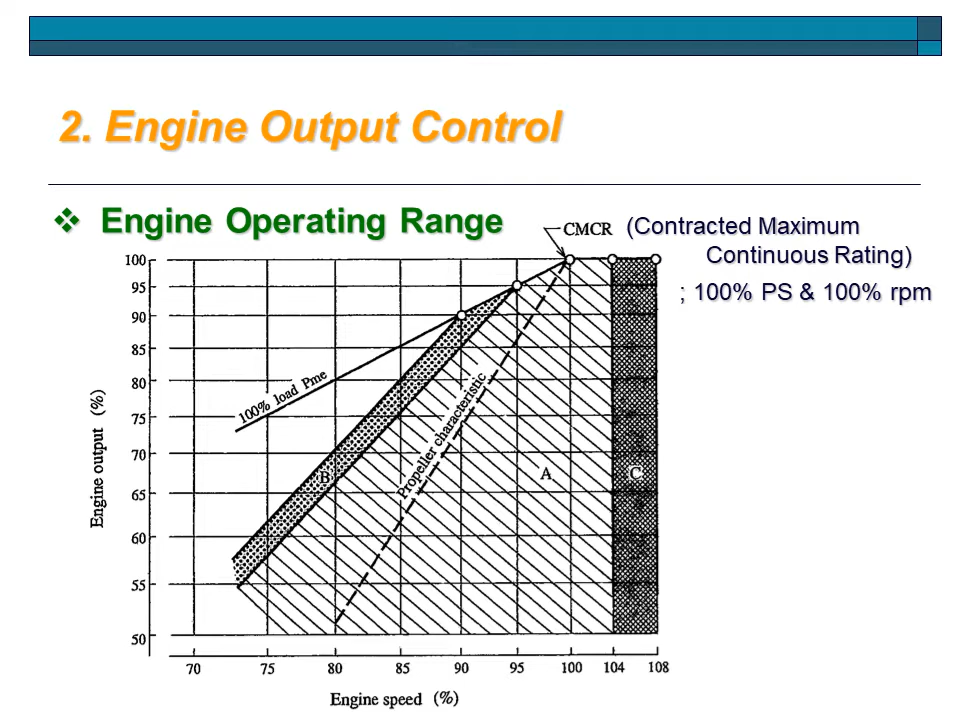 2. Engine Output Control
❖ Engine Operating Range
CMCR (Contracted Maximum
Continuous Rating)
; 100% PS & 100% rpm
100
95
90
85
80
75
70
65
60
55
50
Engine output (%)
100% load Pme
Propeller characteristic
B
A
C
70 75 80 85 90 95 100 104 108
Engine speed (%)